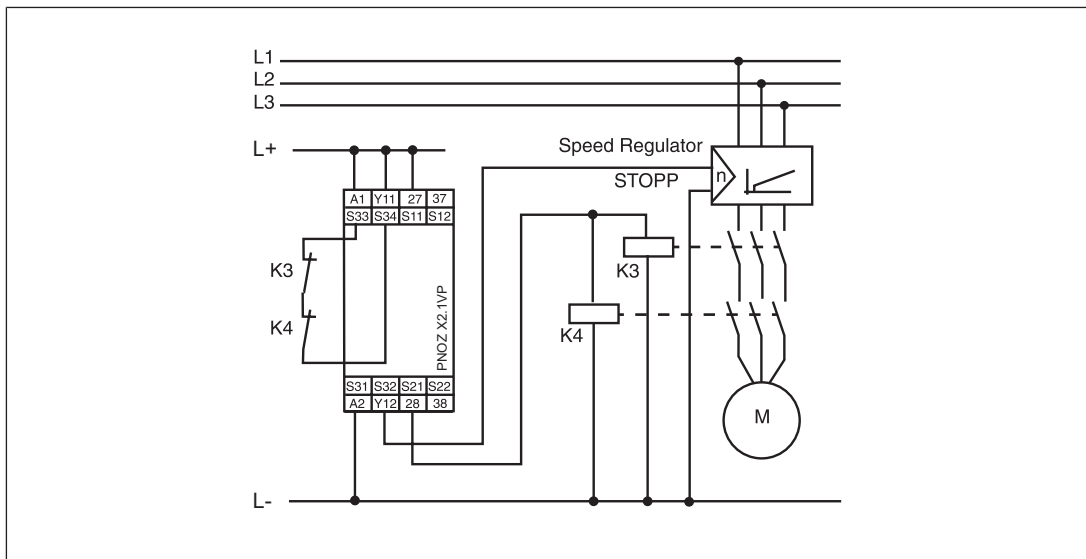 L1
L2
L3
L+
Speed Regulator
STOPP
n
A1 Y11 27 37
S33 S34 S11 S12
K3
K4
PNOZ X2.1VP
K3
K4
S31 S32 S21 S22
A2 Y12 28 38
M
L-